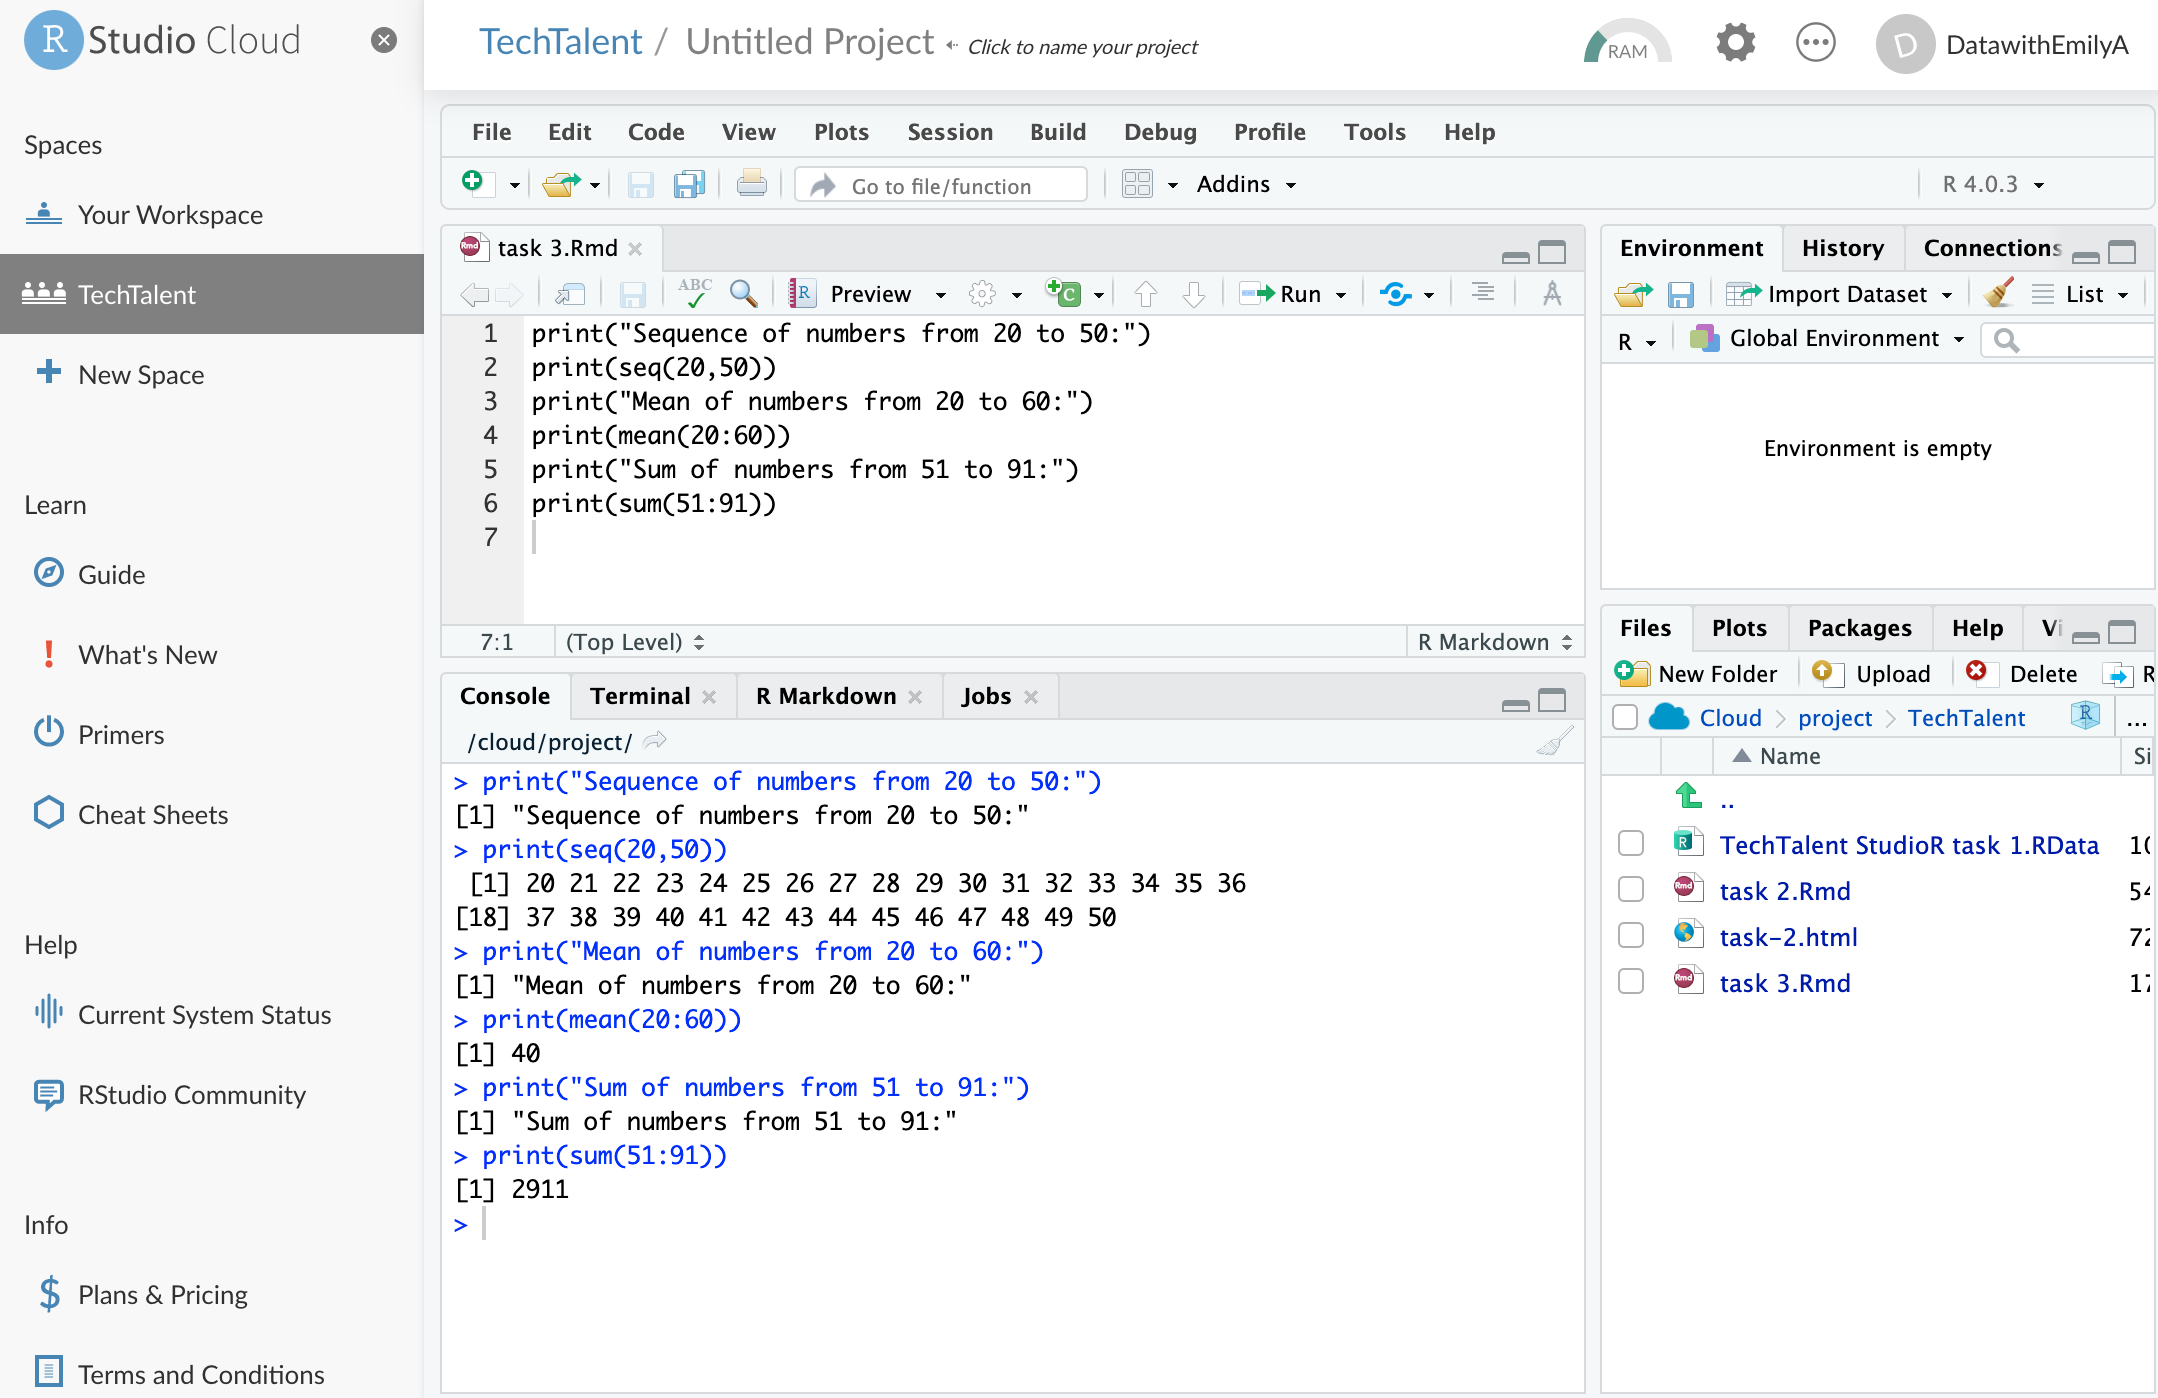 R Studio Cloud
Spaces
Your Workspace
TechTalent
New Space
Learn
Guide
What's New
Primers
Cheat Sheets
Help
Current System Status
RStudio Community
Info
Plans & Pricing
Terms and Conditions
TechTalent / Untitled Project Click to name your project
RAM
D DatawithEmilyA
File Edit Code View Plots Session Build Debug Profile Tools Help
Go to file/function Addins R 4.0.3
task 3.Rmd
ABC Preview Run
1 print("Sequence of numbers from 20 to 50:")
2 print(seq(20,50))
3 print("Mean of numbers from 20 to 60:")
4 print(mean(20:60))
5 print("Sum of numbers from 51 to 91:")
6 print(sum(51:91))
7
7:1 (Top Level) R Markdown
Console Terminal R Markdown Jobs
/cloud/project/
> print("Sequence of numbers from 20 to 50:")
[1] "Sequence of numbers from 20 to 50:"
> print(seq(20,50))
[1] 20 21 22 23 24 25 26 27 28 29 30 31 32 33 34 35 36
[18] 37 38 39 40 41 42 43 44 45 46 47 48 49 50
> print("Mean of numbers from 20 to 60:")
[1] "Mean of numbers from 20 to 60:"
> print(mean(20:60))
[1] 40
> print("Sum of numbers from 51 to 91:")
[1] "Sum of numbers from 51 to 91:"
> print(sum(51:91))
[1] 2911
>
Environment History Connections
Import Dataset List
R Global Environment
Environment is empty
Files Plots Packages Help Vi
New Folder Upload Delete R
Cloud > project > TechTalent R ...
Name Si
..
TechTalent StudioR task 1.RData
task 2.Rmd
task-2.html
task 3.Rmd